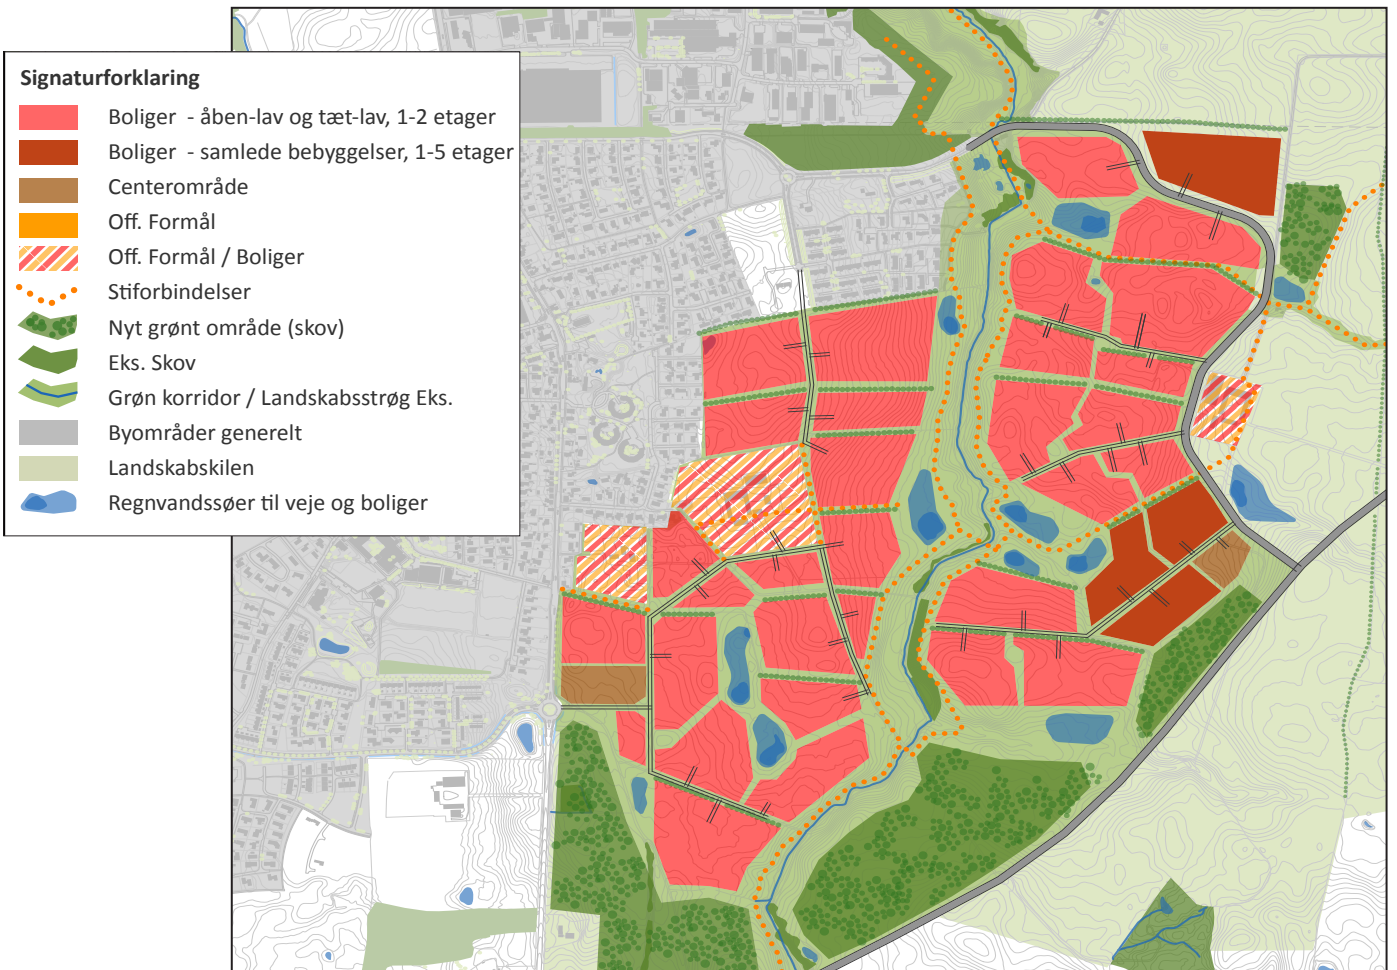 Signaturforklaring
Boliger - åben-lav og tæt-lav, 1-2 etager
Boliger - samlede bebyggelser, 1-5 etager
Centerområde
Off. Formål
Off. Formål / Boliger
Stiforbindelser
Nyt grønt område (skov)
Eks. Skov
Grøn korridor / Landskabsstrøg Eks.
Byområder generelt
Landskabskilen
Regnvandssøer til veje og boliger